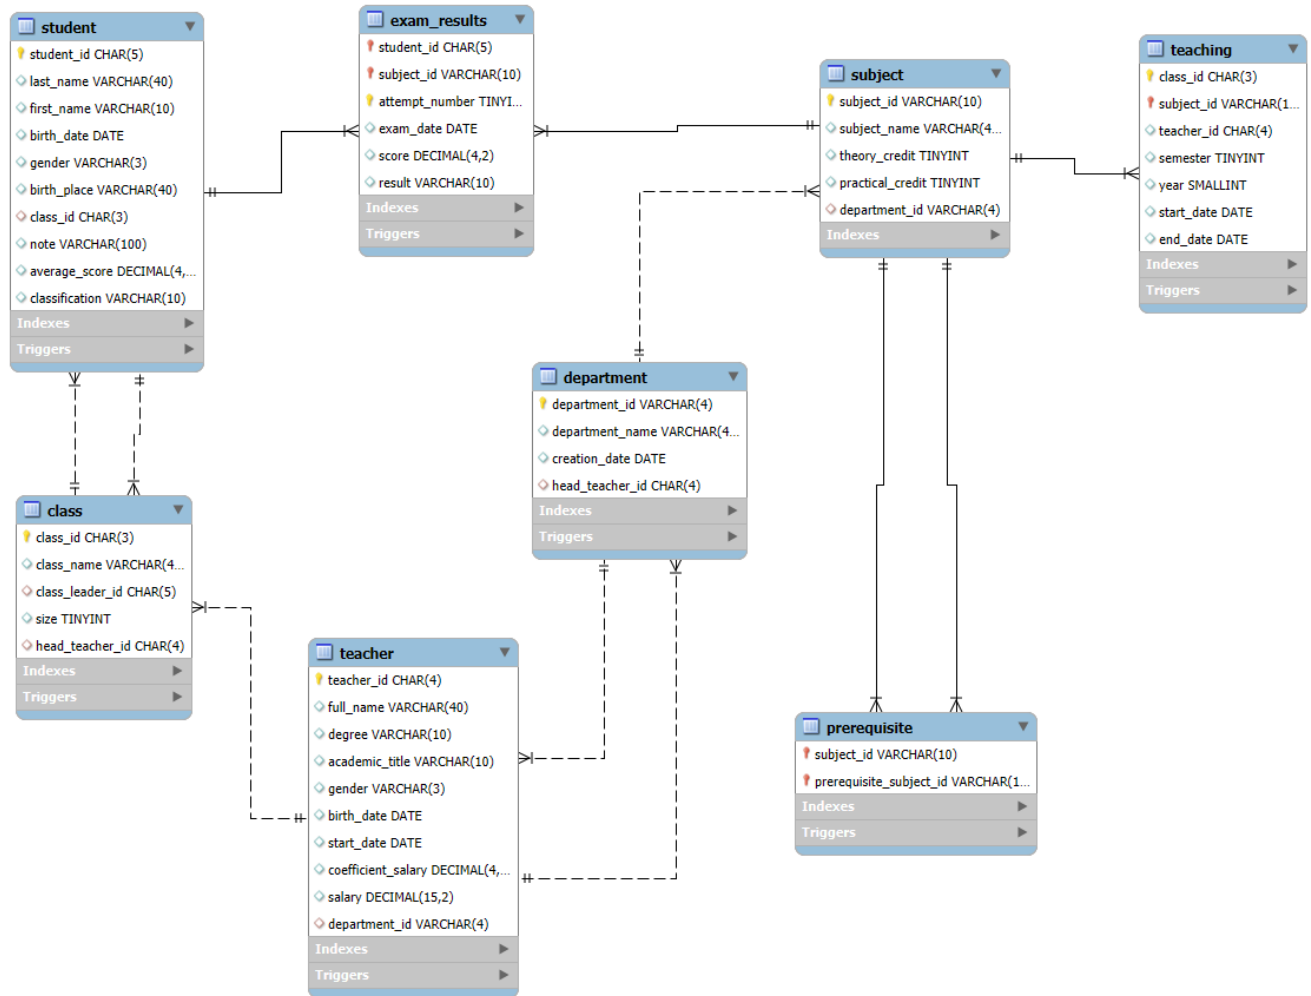 student
student_id CHAR(5)
last_name VARCHAR(40)
first_name VARCHAR(10)
birth_date DATE
gender VARCHAR(3)
birth_place VARCHAR(40)
class_id CHAR(3)
note VARCHAR(100)
average_score DECIMAL(4,...
classification VARCHAR(10)
Indexes
Triggers
exam_results
student_id CHAR(5)
subject_id VARCHAR(10)
attempt_number TINYI...
exam_date DATE
score DECIMAL(4,2)
result VARCHAR(10)
Indexes
Triggers
subject
subject_id VARCHAR(10)
subject_name VARCHAR(4...
theory_credit TINYINT
practical_credit TINYINT
department_id VARCHAR(4)
Indexes
teaching
class_id CHAR(3)
subject_id VARCHAR(1...
teacher_id CHAR(4)
semester TINYINT
year SMALLINT
start_date DATE
end_date DATE
Indexes
Triggers
department
department_id VARCHAR(4)
department_name VARCHAR(4...
creation_date DATE
head_teacher_id CHAR(4)
Indexes
Triggers
class
class_id CHAR(3)
class_name VARCHAR(4...
class_leader_id CHAR(5)
size TINYINT
head_teacher_id CHAR(4)
Indexes
Triggers
teacher
teacher_id CHAR(4)
full_name VARCHAR(40)
degree VARCHAR(10)
academic_title VARCHAR(10)
gender VARCHAR(3)
birth_date DATE
start_date DATE
coefficient_salary DECIMAL(4,...
salary DECIMAL(15,2)
department_id VARCHAR(4)
Indexes
Triggers
prerequisite
subject_id VARCHAR(10)
prerequisite_subject_id VARCHAR(1...
Indexes
Triggers